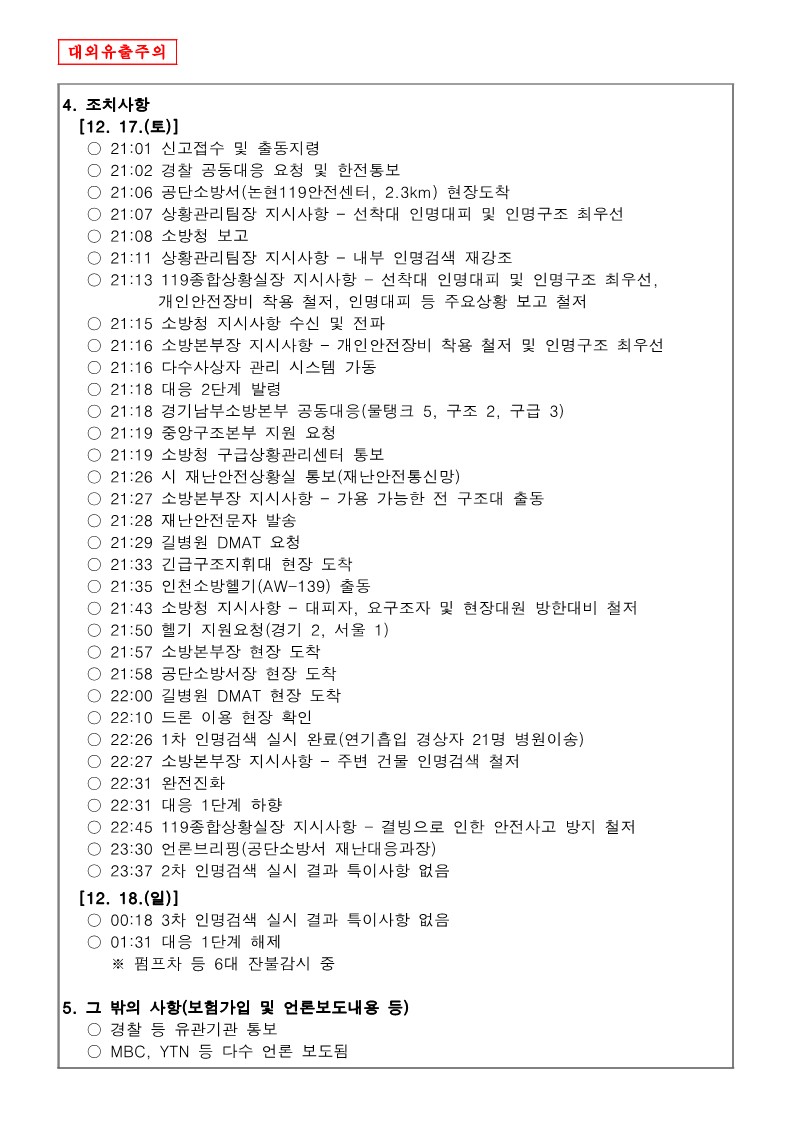 대외유출주의
4. 조치사항
[12. 17.(토)]
○ 21:01 신고접수 및 출동지령
○ 21:02 경찰 공동대응 요청 및 한전통보
○ 21:06 공단소방서(논현119안전센터, 2.3km) 현장도착
○ 21:07 상황관리팀장 지시사항 - 선착대 인명대피 및 인명구조 최우선
○ 21:08 소방청 보고
○ 21:11 상황관리팀장 지시사항 - 내부 인명검색 재강조
○ 21:13 119종합상황실장 지시사항 - 선착대 인명대피 및 인명구조 최우선,
개인안전장비 착용 철저, 인명대피 등 주요상황 보고 철저
○ 21:15 소방청 지시사항 수신 및 전파
○ 21:16 소방본부장 지시사항 - 개인안전장비 착용 철저 및 인명구조 최우선
○ 21:16 다수사상자 관리 시스템 가동
○ 21:18 대응 2단계 발령
○ 21:18 경기남부소방본부 공동대응(물탱크 5, 구조 2, 구급 3)
○ 21:19 중앙구조본부 지원 요청
○ 21:19 소방청 구급상황관리센터 통보
○ 21:26 시 재난안전상황실 통보(재난안전통신망)
○ 21:27 소방본부장 지시사항 - 가용 가능한 전 구조대 출동
○ 21:28 재난안전문자 발송
○ 21:29 길병원 DMAT 요청
○ 21:33 긴급구조지휘대 현장 도착
○ 21:35 인천소방헬기(AW-139) 출동
○ 21:43 소방청 지시사항 - 대피자, 요구조자 및 현장대원 방한대비 철저
○ 21:50 헬기 지원요청(경기 2, 서울 1)
○ 21:57 소방본부장 현장 도착
○ 21:58 공단소방서장 현장 도착
○ 22:00 길병원 DMAT 현장 도착
○ 22:10 드론 이용 현장 확인
○ 22:26 1차 인명검색 실시 완료(연기흡입 경상자 21명 병원이송)
○ 22:27 소방본부장 지시사항 - 주변 건물 인명검색 철저
○ 22:31 완전진화
○ 22:31 대응 1단계 하향
○ 22:45 119종합상황실장 지시사항 - 결빙으로 인한 안전사고 방지 철저
○ 23:30 언론브리핑(공단소방서 재난대응과장)
○ 23:37 2차 인명검색 실시 결과 특이사항 없음
[12. 18.(일)]
○ 00:18 3차 인명검색 실시 결과 특이사항 없음
○ 01:31 대응 1단계 해제
※ 펌프차 등 6대 잔불감시 중
5. 그 밖의 사항(보험가입 및 언론보도내용 등)
○ 경찰 등 유관기관 통보
○ MBC, YTN 등 다수 언론 보도됨